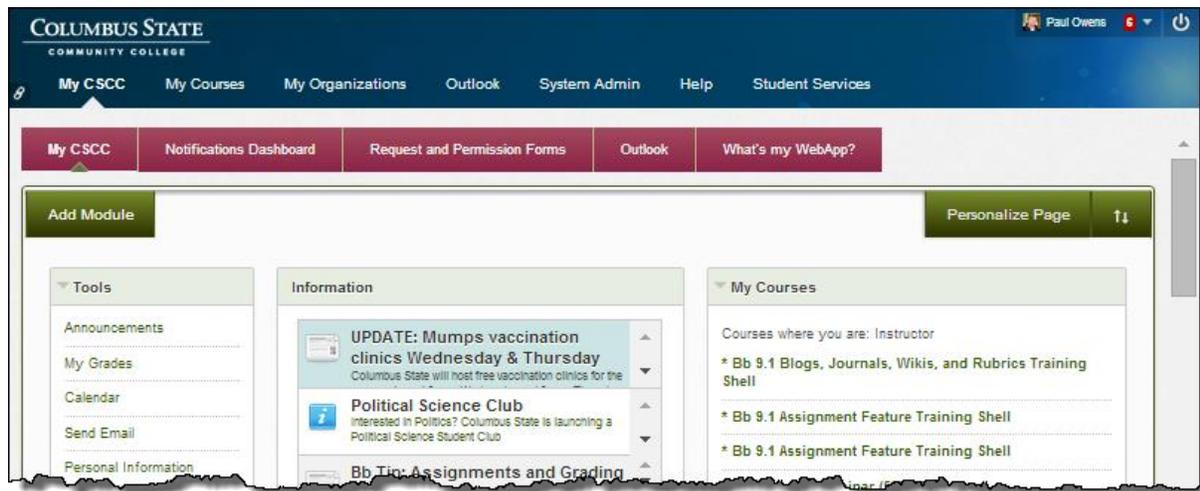 COLUMBUS STATE
COMMUNITY COLLEGE
Paul Owens 6
My CSCC My Courses My Organizations Outlook System Admin Help Student Services
My CSCC Notifications Dashboard Request and Permission Forms Outlook What's my WebApp?
Add Module
Personalize Page
Tools
Announcements
My Grades
Calendar
Send Email
Personal Information
Information
UPDATE: Mumps vaccination
clinics Wednesday & Thursday
Columbus State will host free vaccination clinics for the
Political Science Club
Interested in Politics? Columbus State is launching a
Political Science Student Club
Bb Tip: Assignments and Grading
My Courses
Courses where you are: Instructor
* Bb 9.1 Blogs, Journals, Wikis, and Rubrics Training
Shell
* Bb 9.1 Assignment Feature Training Shell
* Bb 9.1 Assignment Feature Training Shell